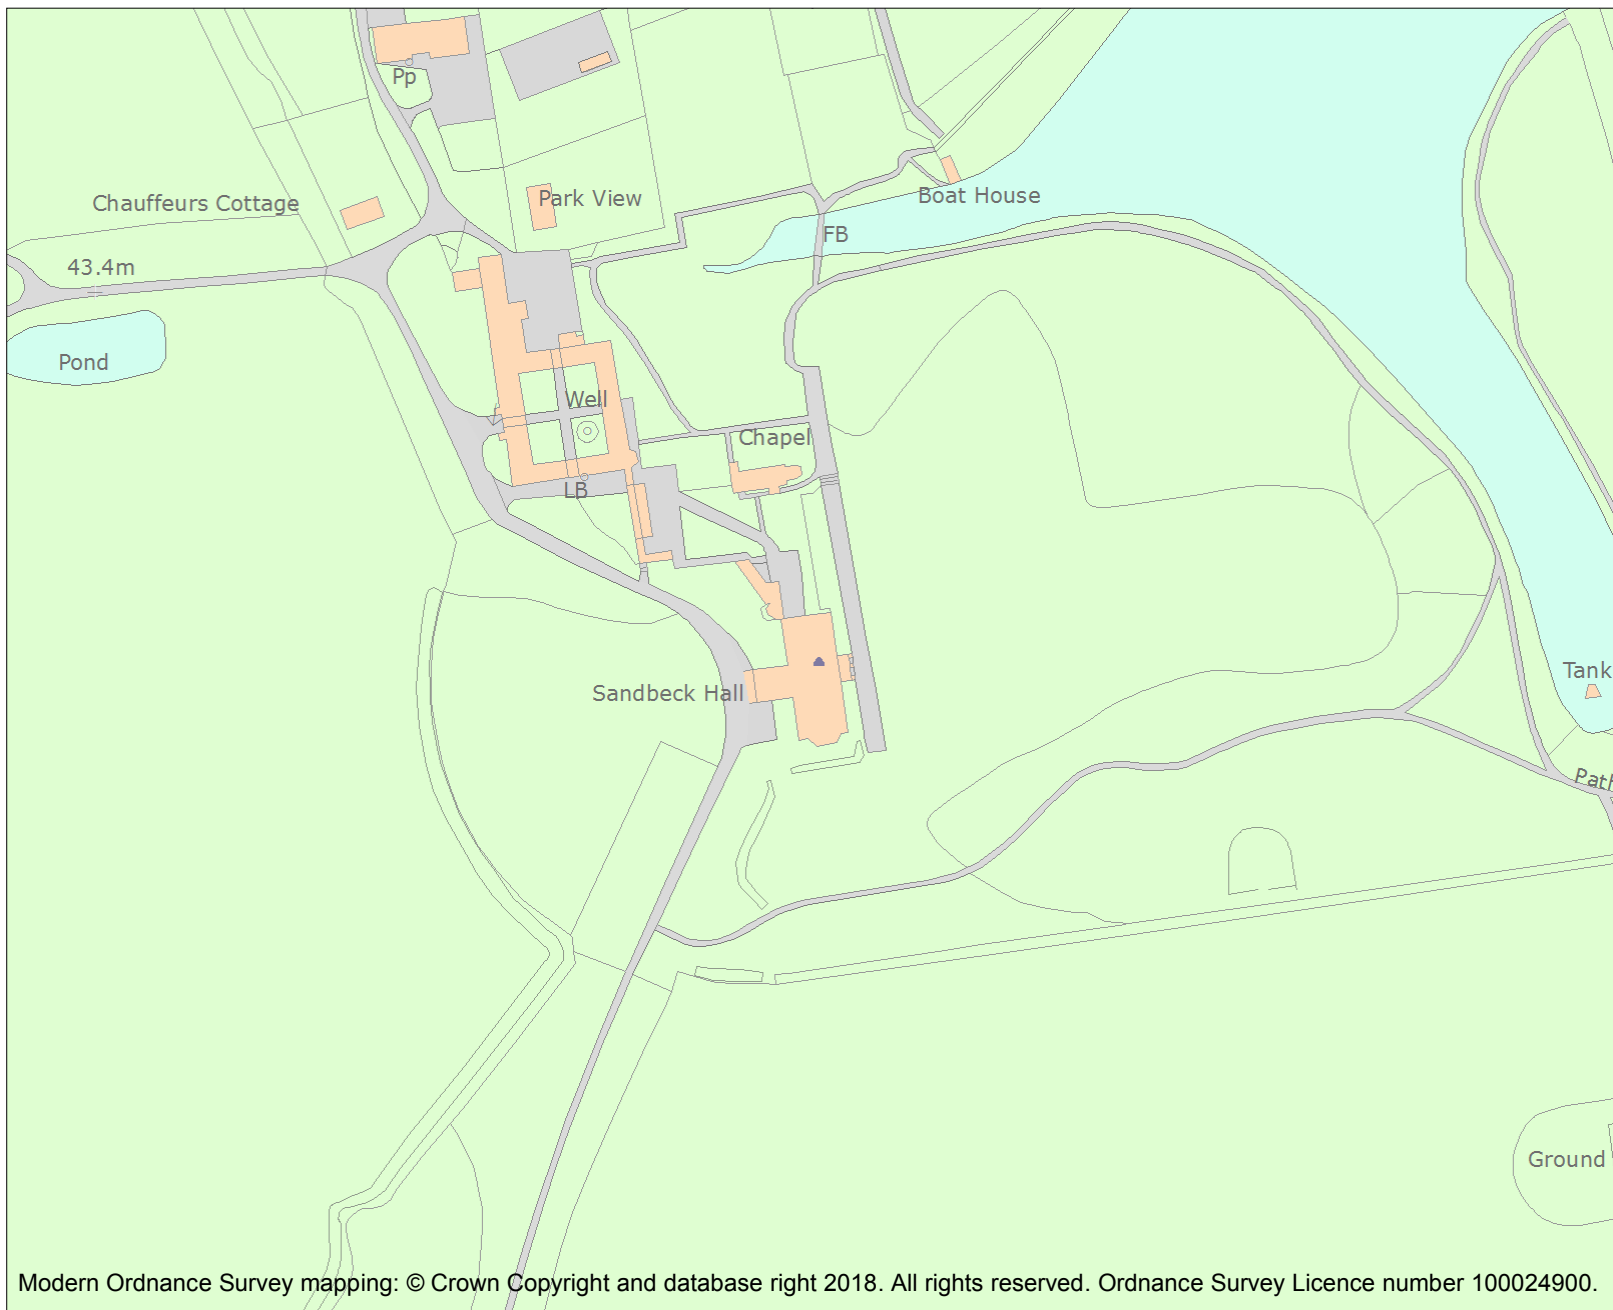 Pp
Chauffeurs Cottage
Park View
Boat House
FB
43.4m
Pond
Well
Chapel
LB
Sandbeck Hall
Tank
Path
Ground
Modern Ordnance Survey mapping: © Crown Copyright and database right 2018. All rights reserved. Ordnance Survey Licence number 100024900.